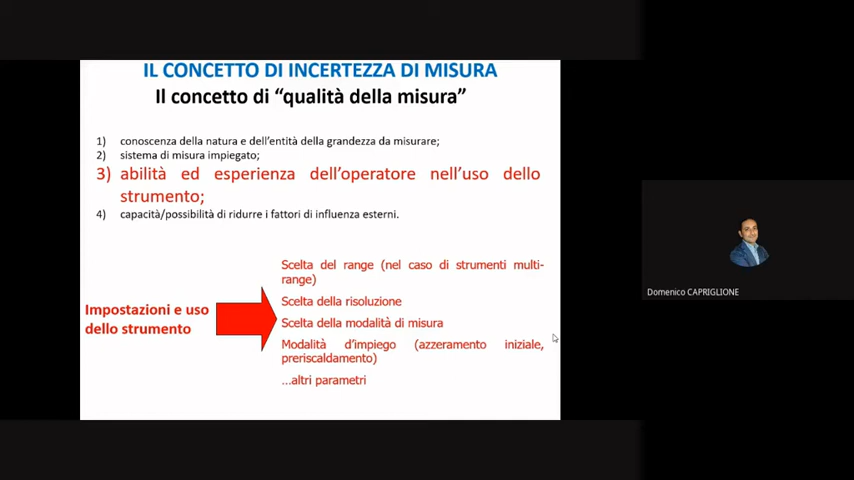 IL CONCETTO DI INCERTEZZA DI MISURA
Il concetto di “qualità della misura”
1) conoscenza della natura e dell’entità della grandezza da misurare;
2) sistema di misura impiegato;
3) abilità ed esperienza dell’operatore nell’uso dello
strumento;
4) capacità/possibilità di ridurre i fattori di influenza esterni.
Impostazioni e uso
dello strumento
Scelta del range (nel caso di strumenti multi-
range)
Scelta della risoluzione
Scelta della modalità di misura
Modalità d’impiego (azzeramento iniziale,
preriscaldamento)
...altri parametri
Domenico CAPRIGLIONE